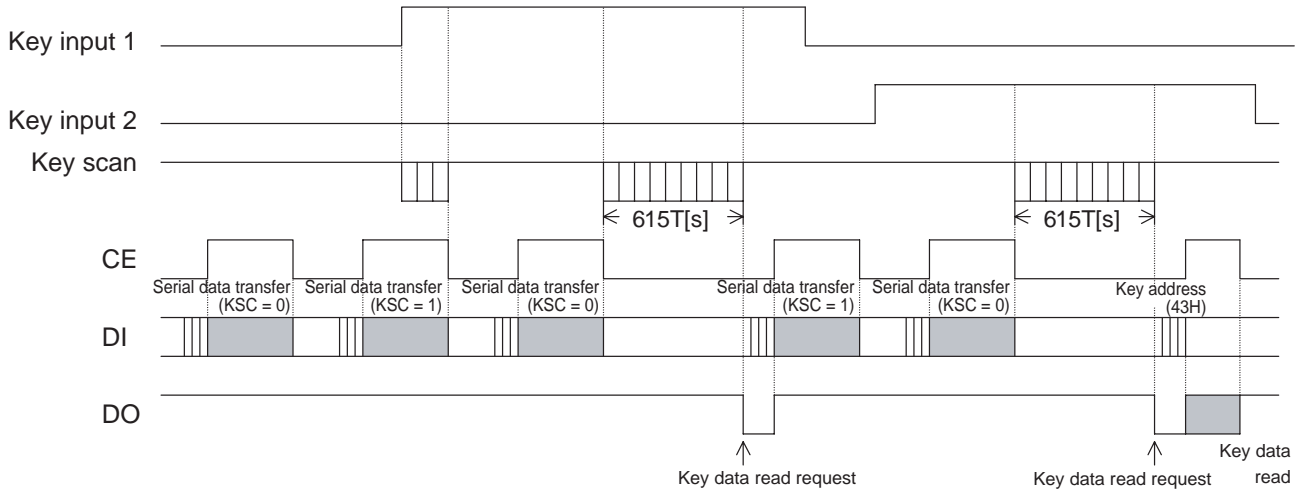 Key input 1
Key input 2
Key scan
615T[s]
615T[s]
CE
Serial data transfer
(KSC = 0)
Serial data transfer
(KSC = 1)
Serial data transfer
(KSC = 0)
Serial data transfer
(KSC = 1)
Serial data transfer
(KSC = 0)
Key address
(43H)
DI
DO
Key data read request
Key data read request
Key data
read